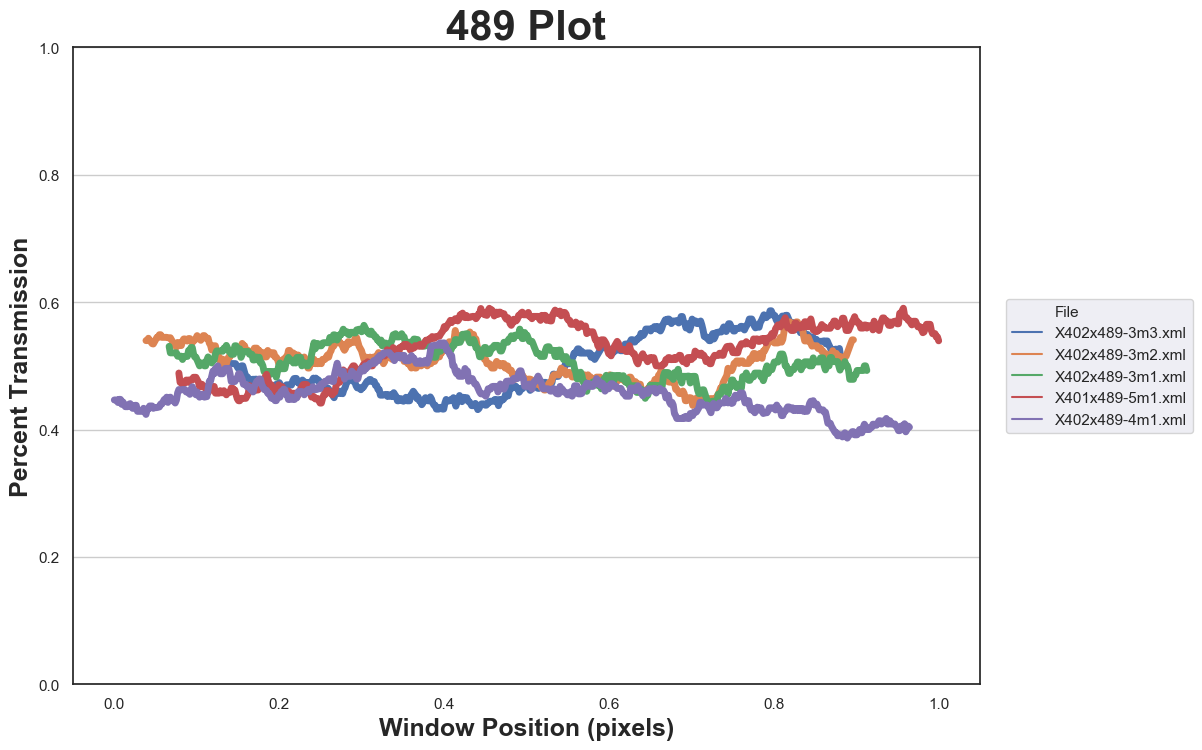 489 Plot
Percent Transmission
1.0
0.8
0.6
0.4
0.2
0.0
0.0 0.2 0.4 0.6 0.8 1.0
Window Position (pixels)
File
X402x489-3m3.xml
X402x489-3m2.xml
X402x489-3m1.xml
X401x489-5m1.xml
X402x489-4m1.xml